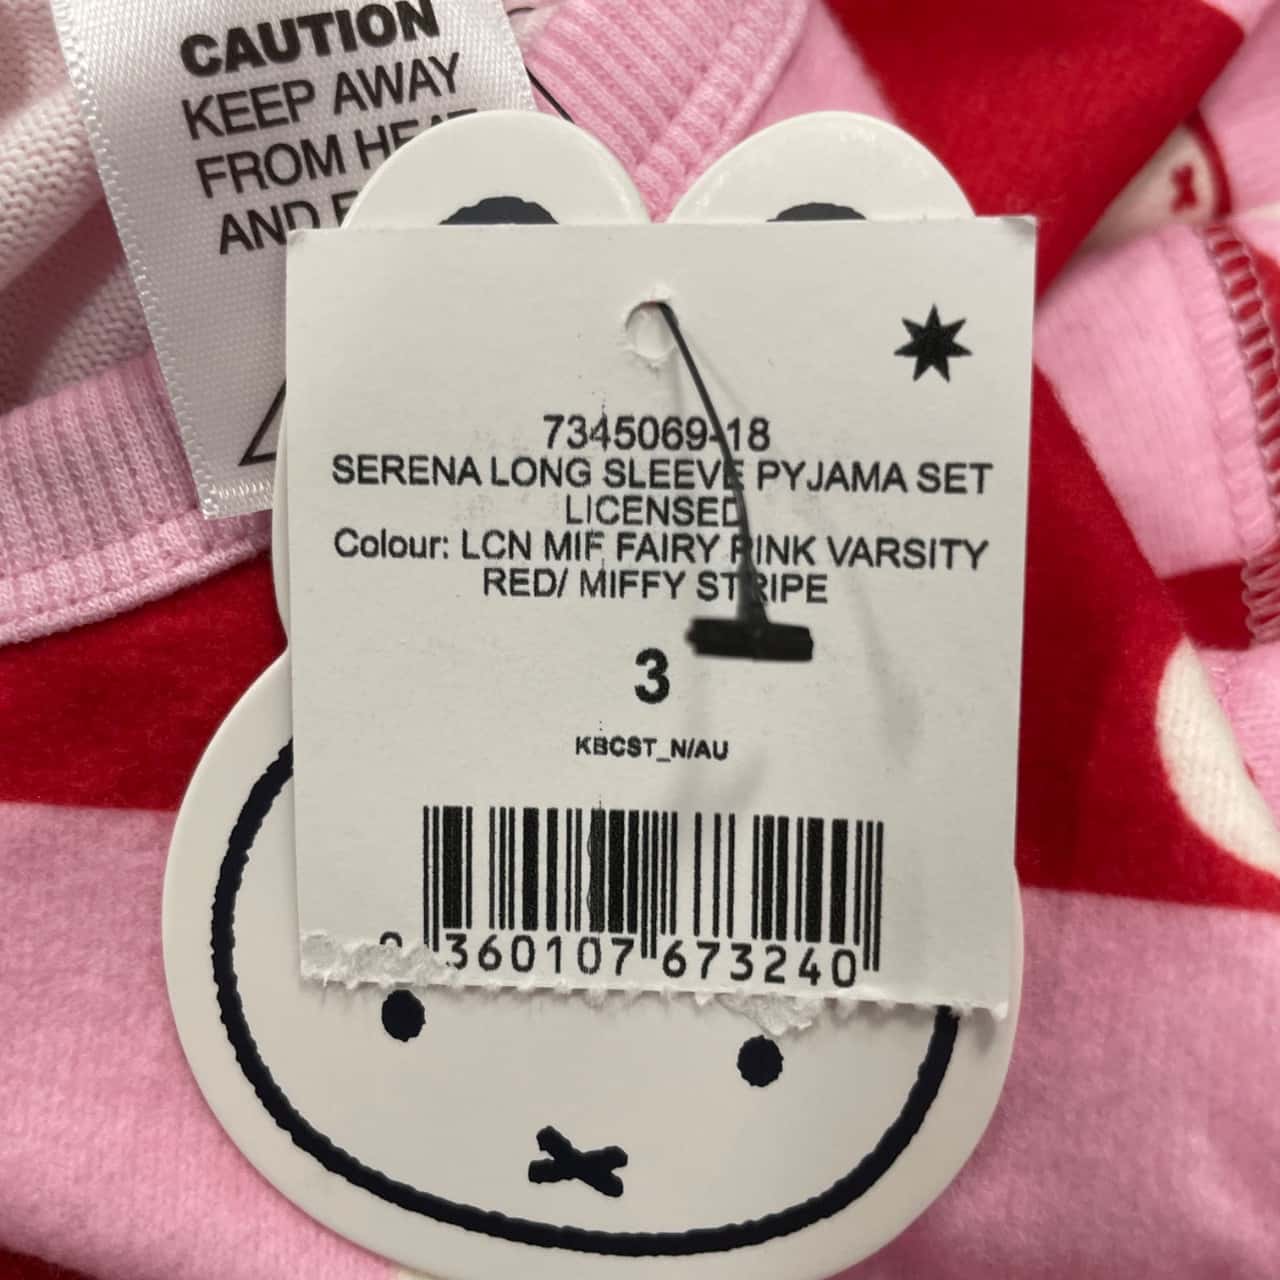 CAUTION
KEEP AWAY
FROM HEAT
AND
7345069-18
SERENA LONG SLEEVE PYJAMA SET
LICENSED
Colour: LCN MIF FAIRY PINK VARSITY
RED/ MIFFY STRIPE
3
KBCST_N/AU
360107 673240